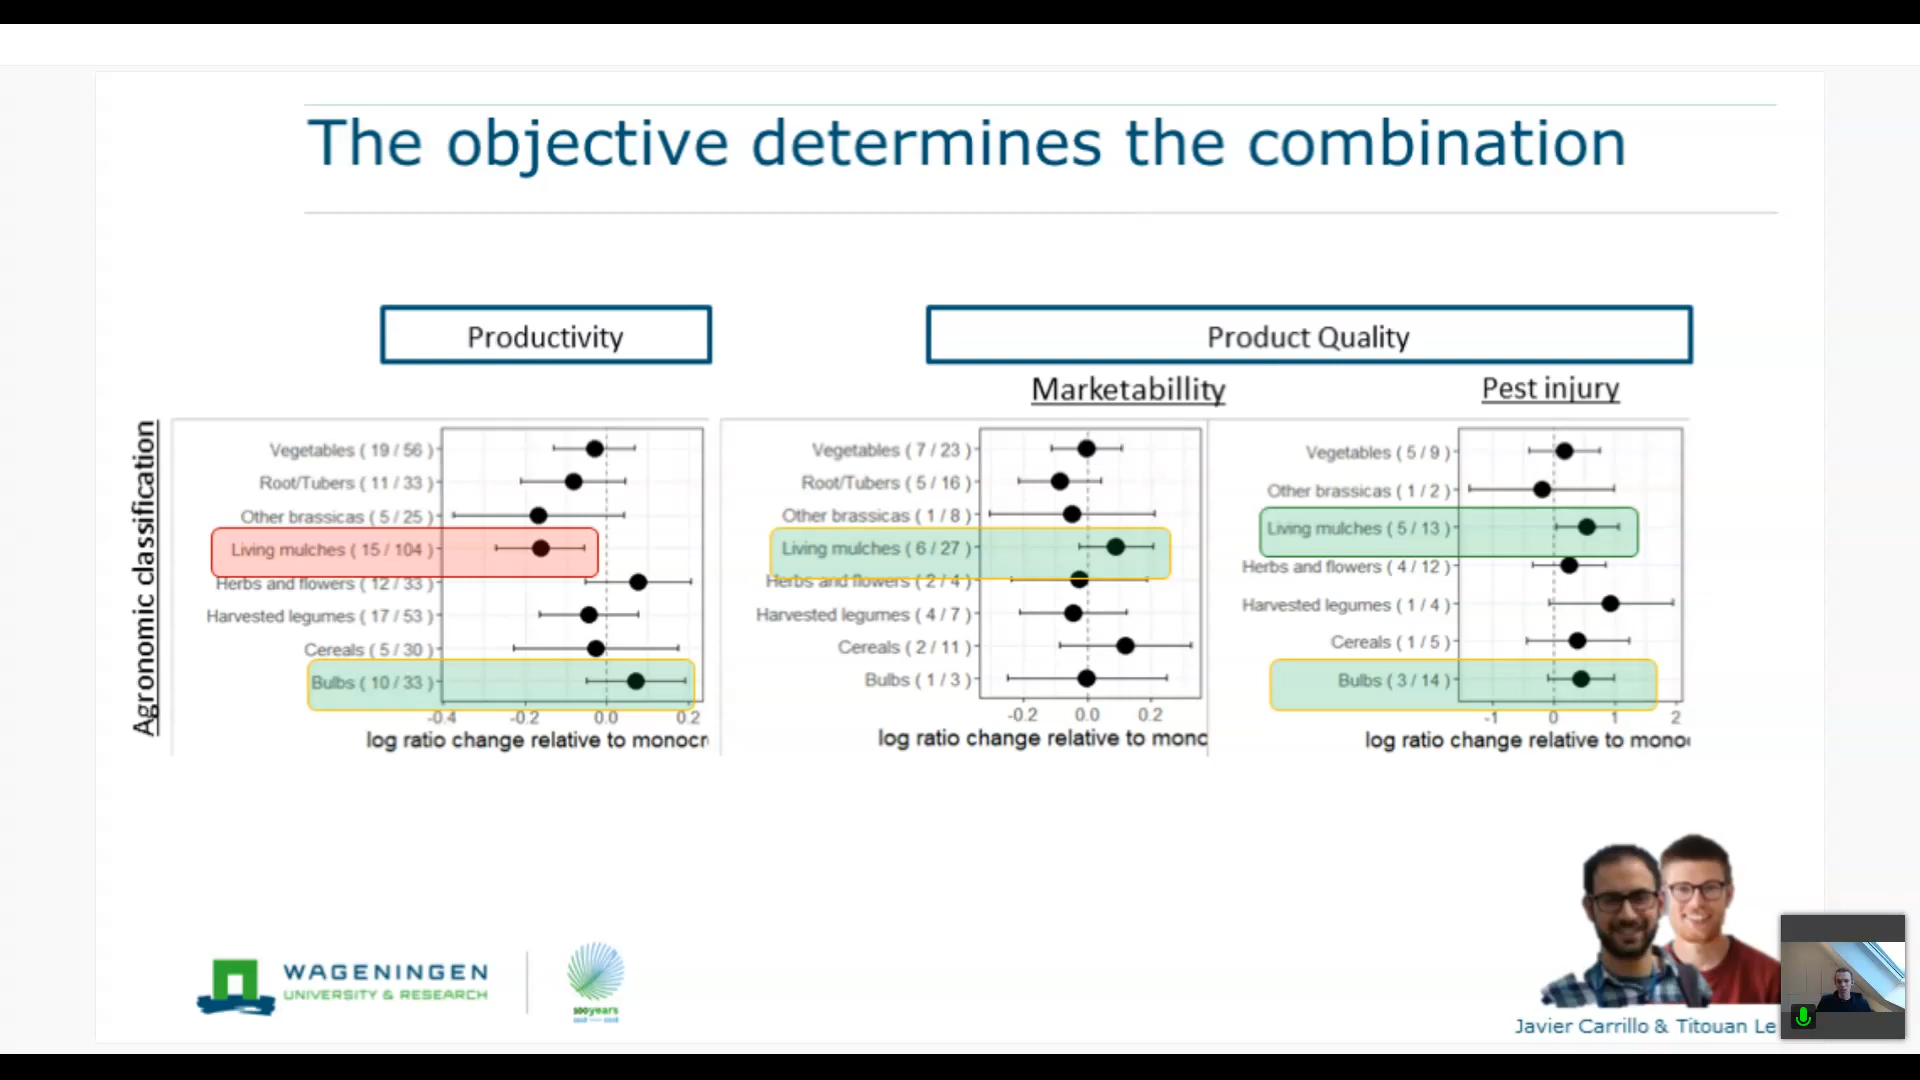 The objective determines the combination
Productivity
Product Quality
Marketabillity
Pest injury
Agronomic classification
Vegetables ( 19 / 56 )
Root/Tubers ( 11 / 33 )
Other brassicas ( 5 / 25 )
Living mulches ( 15 / 104 )
Herbs and flowers ( 12 / 33 )
Harvested legumes ( 17 / 53 )
Cereals ( 5 / 30 )
Bulbs ( 10 / 33 )
-0.4 -0.2 0.0 0.2
log ratio change relative to monocr
Vegetables ( 7 / 23 )
Root/Tubers ( 5 / 16 )
Other brassicas ( 1 / 8 )
Living mulches ( 6 / 27 )
Herbs and flowers ( 2 / 4 )
Harvested legumes ( 4 / 7 )
Cereals ( 2 / 11 )
Bulbs ( 1 / 3 )
-0.2 0.0 0.2
log ratio change relative to monc
Vegetables ( 5 / 9 )
Other brassicas ( 1 / 2 )
Living mulches ( 5 / 13 )
Herbs and flowers ( 4 / 12 )
Harvested legumes ( 1 / 4 )
Cereals ( 1 / 5 )
Bulbs ( 3 / 14 )
-1 0 1 2
log ratio change relative to mono
WAGENINGEN
UNIVERSITY & RESEARCH
100years
Javier Carrillo & Titouan Le